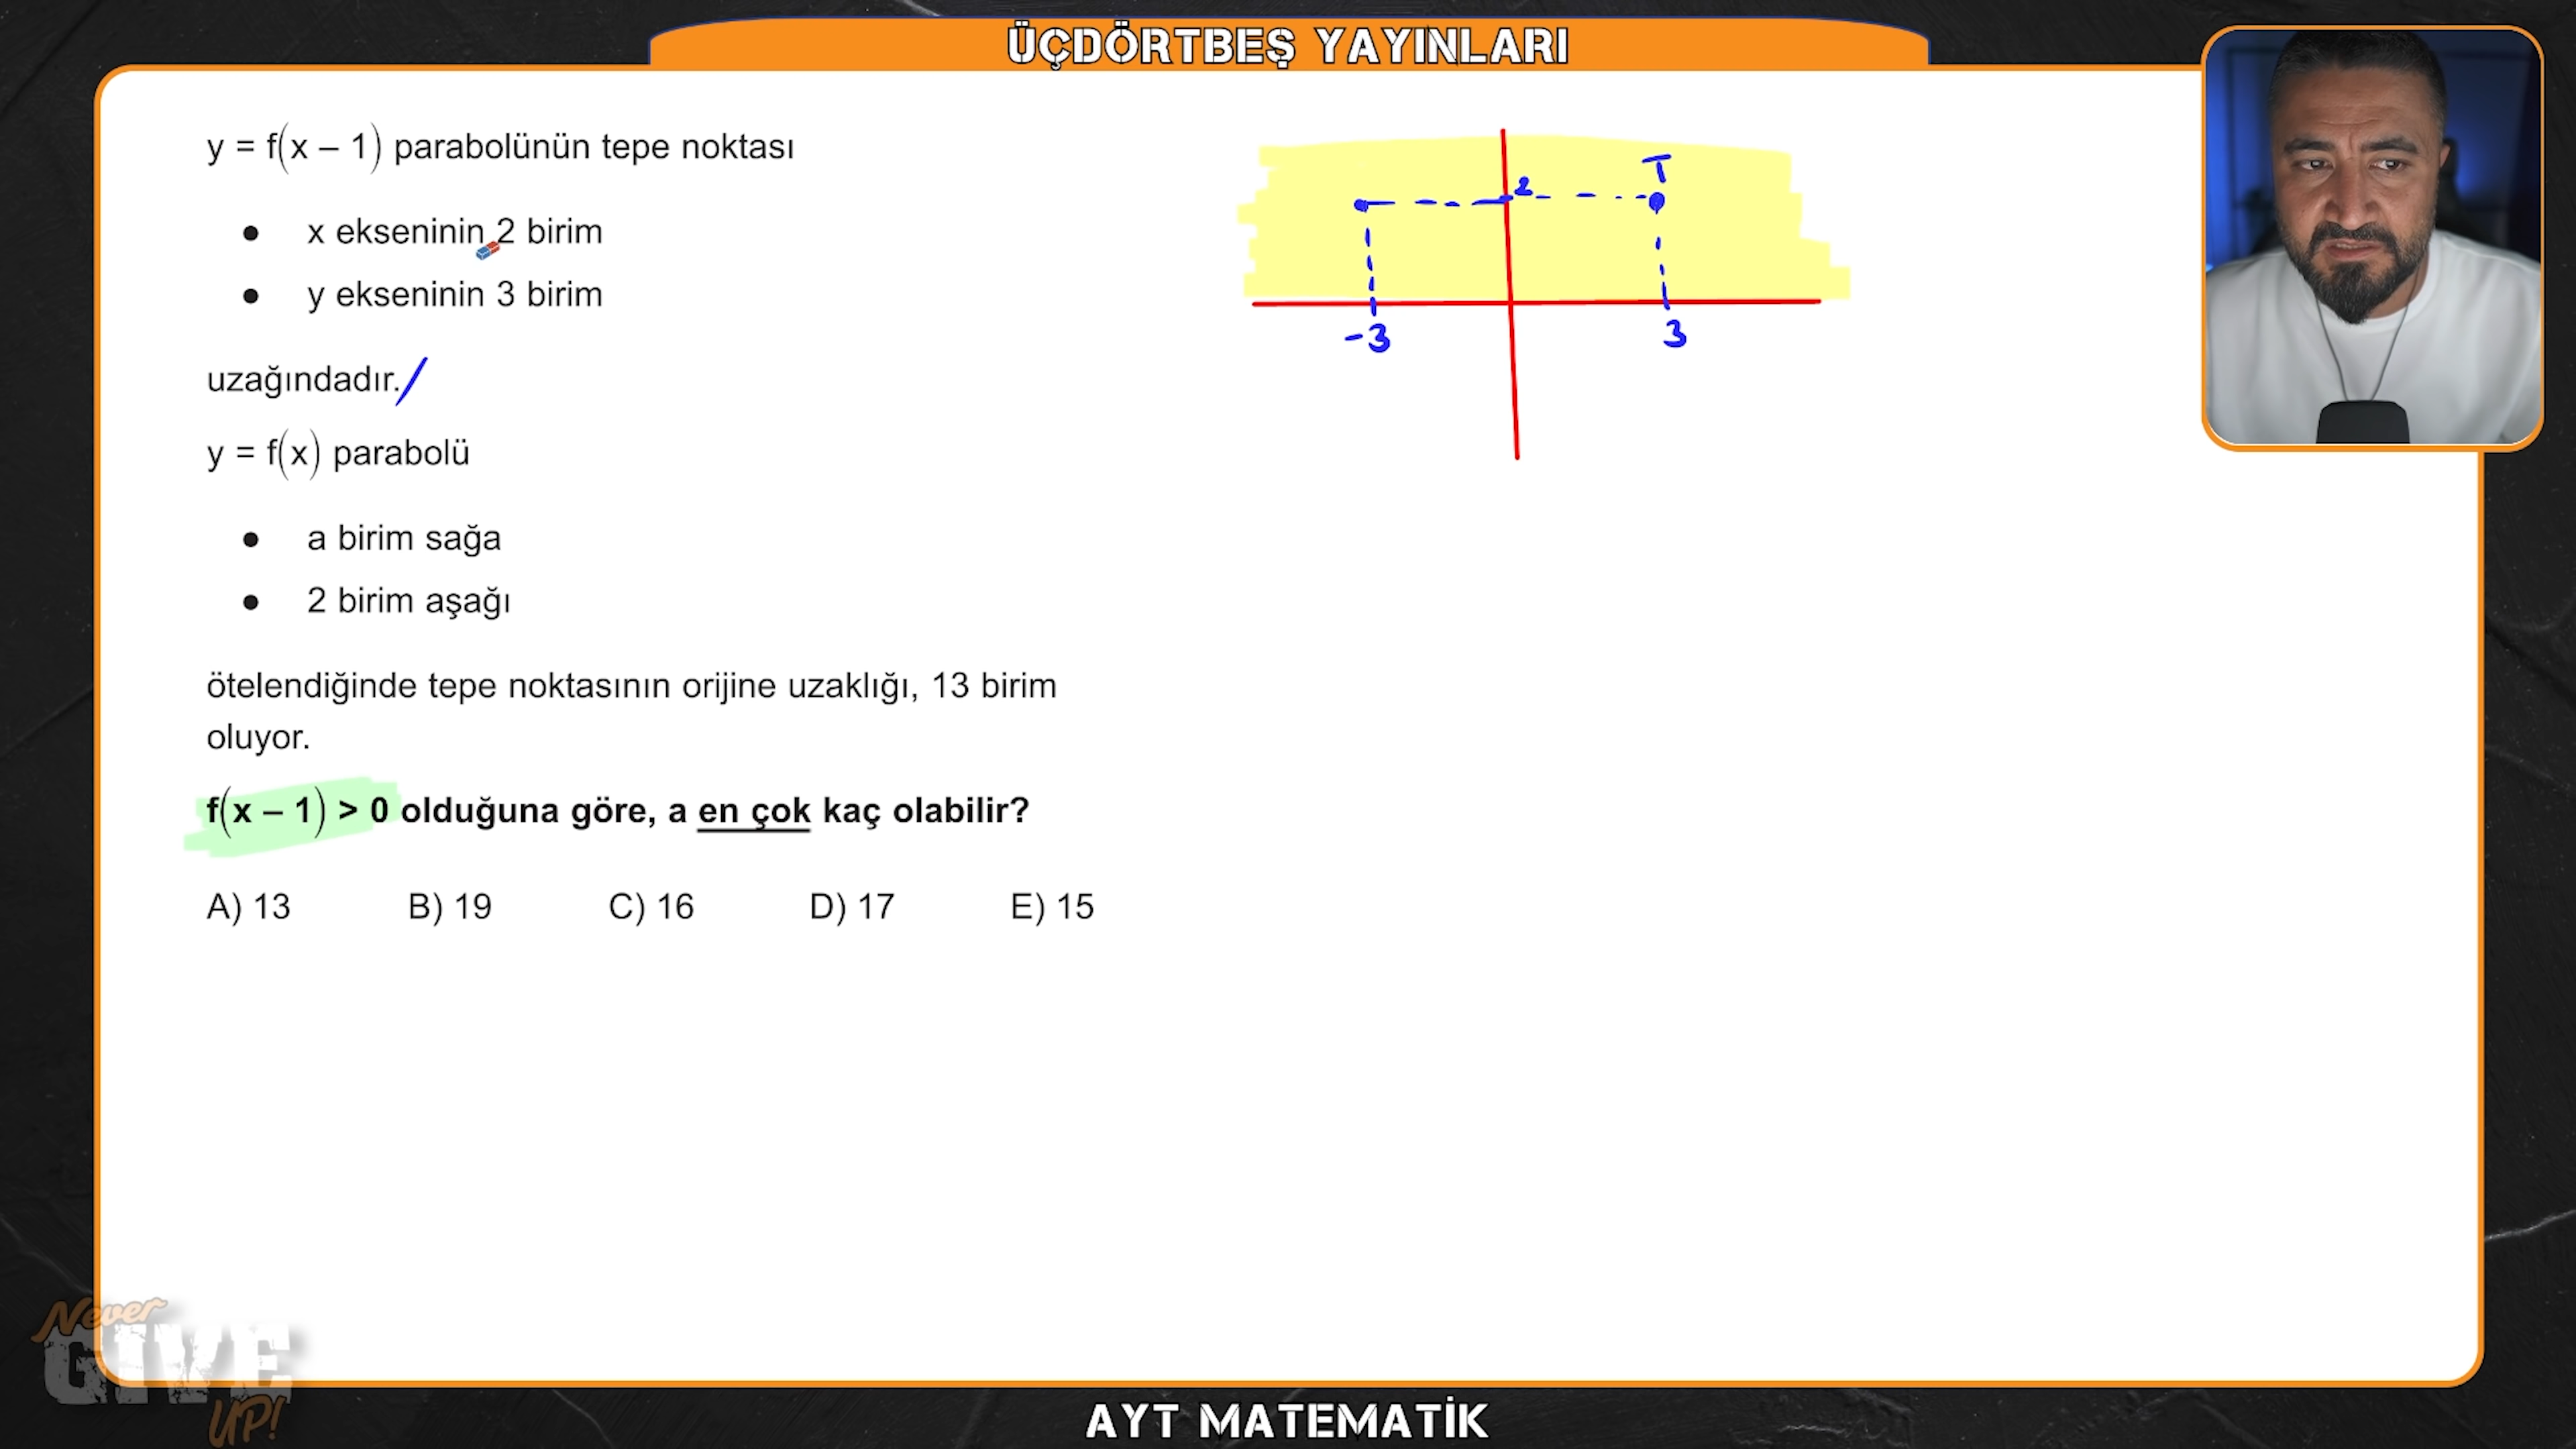 ÜÇDÖRTBEŞ YAYINLARI
y = f(x – 1) parabolünün tepe noktası
● x ekseninin 2 birim
● y ekseninin 3 birim
uzağındadır.
y = f(x) parabolü
● a birim sağa
● 2 birim aşağı
ötelendiğinde tepe noktasının orijine uzaklığı, 13 birim
oluyor.
f(x – 1) > 0 olduğuna göre, a en çok kaç olabilir?
A) 13 B) 19 C) 16 D) 17 E) 15
T
2
-3 3
Never
GIVE
UP!
AYT MATEMATİK